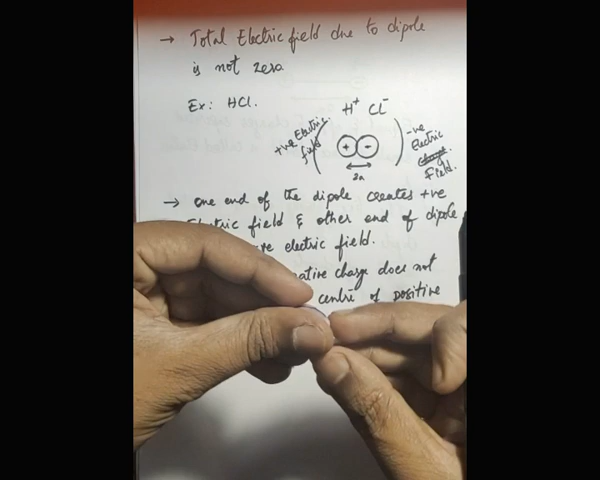 → Total Electric field due to dipole
is not zero
Ex: HCl.
H⁺ Cl⁻
+ve Electric
field
+ -
2a
-ve
Electric
Field.
→ one end of the dipole creates +ve
Electric field & other end of dipole
ve electric field.
ative charge does not
centre of positive